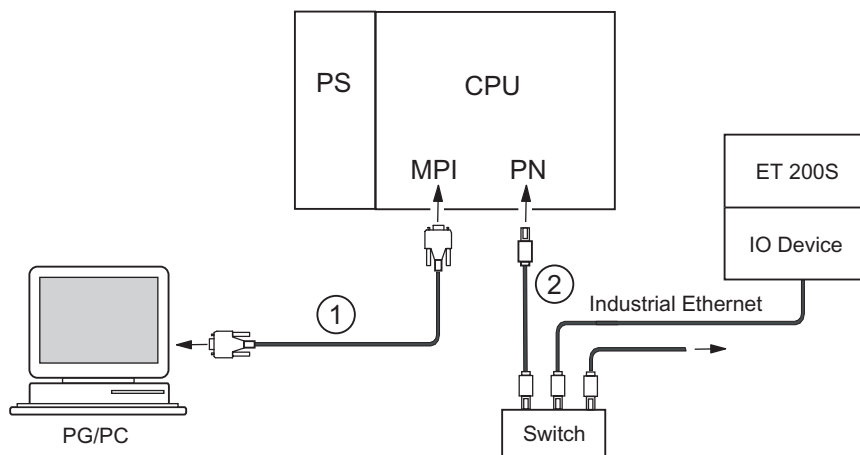 PS
CPU
MPI
PN
ET 200S
IO Device
1
2
Industrial Ethernet
PG/PC
Switch